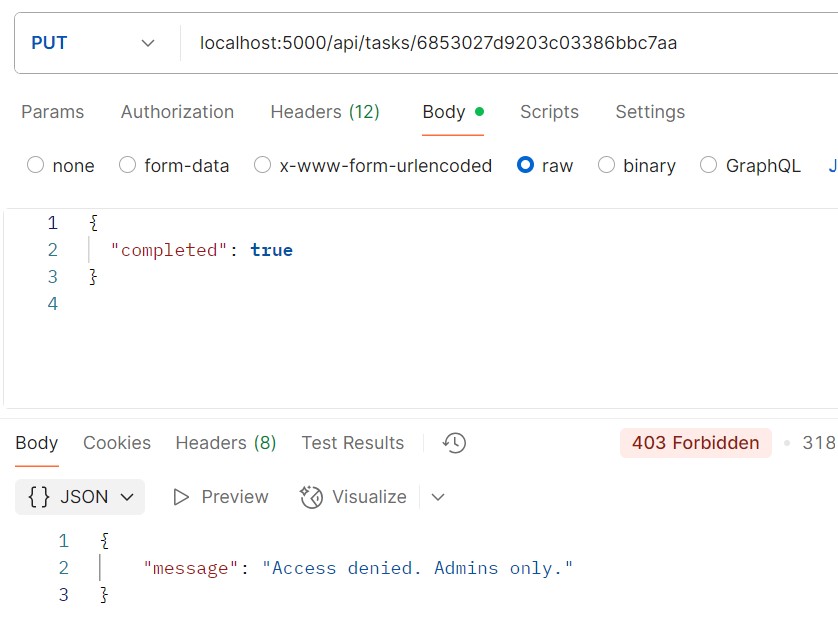 PUT localhost:5000/api/tasks/6853027d9203c03386bbc7aa
Params Authorization Headers (12) Body Scripts Settings
none form-data x-www-form-urlencoded raw binary GraphQL J
1 {
2 "completed": true
3 }
4
Body Cookies Headers (8) Test Results 403 Forbidden 318
{} JSON Preview Visualize
1 {
2 "message": "Access denied. Admins only."
3 }